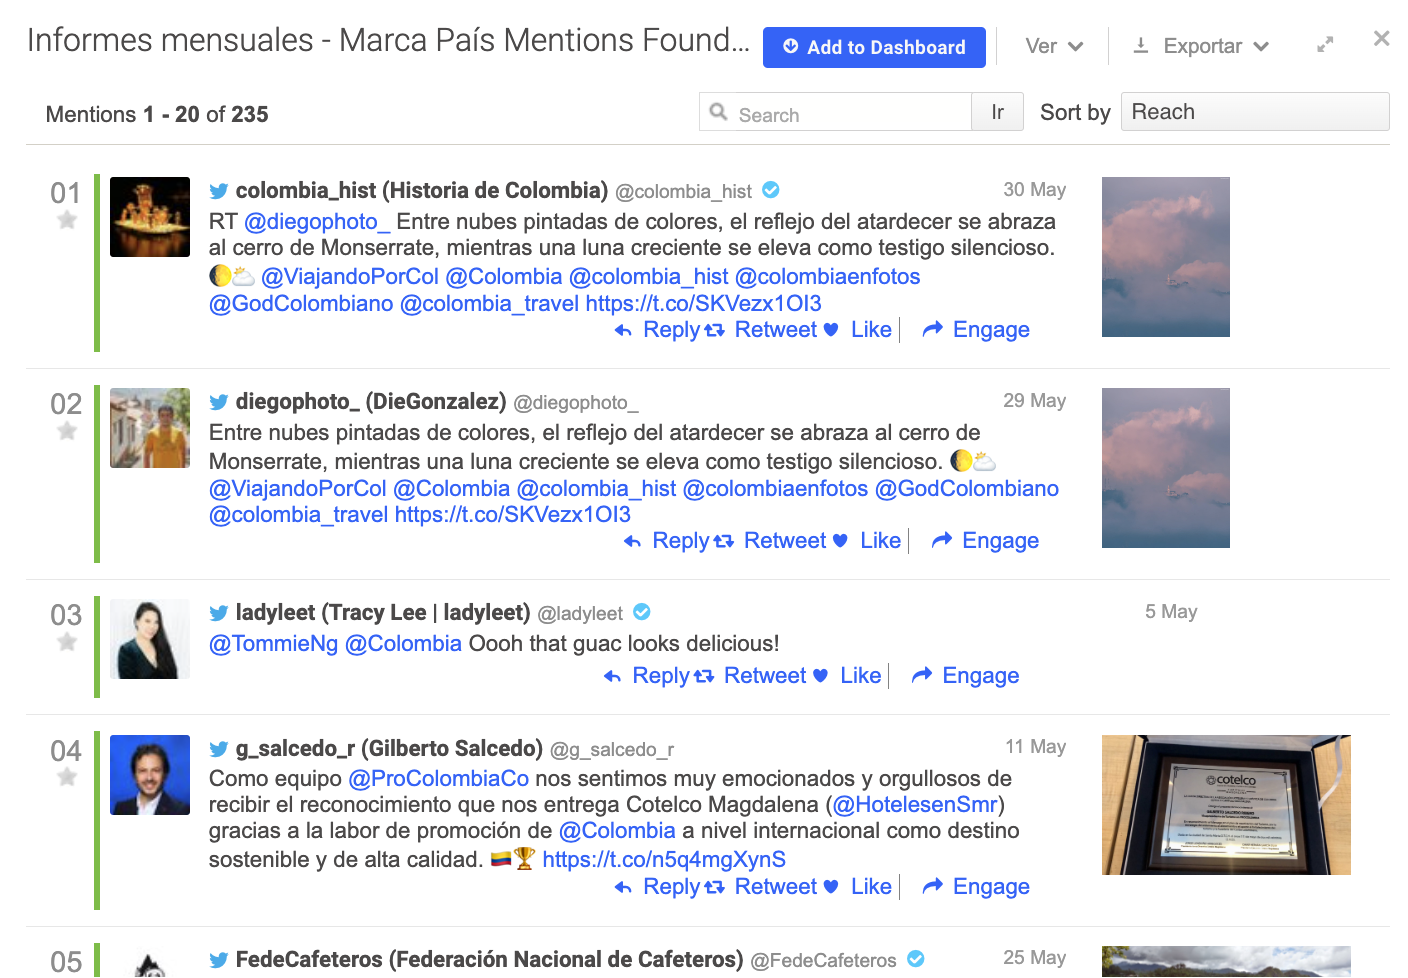 Informes mensuales - Marca País Mentions Found...
Add to Dashboard
Ver
Exportar
Mentions 1 - 20 of 235
Search
Ir
Sort by
Reach
01
colombia_hist (Historia de Colombia) @colombia_hist
30 May
RT @diegophoto_ Entre nubes pintadas de colores, el reflejo del atardecer se abraza
al cerro de Monserrate, mientras una luna creciente se eleva como testigo silencioso.
🌔🌥️ @ViajandoPorCol @Colombia @colombia_hist @colombiaenfotos
@GodColombiano @colombia_travel https://t.co/SKVezx1OI3
Reply Retweet Like Engage
02
diegophoto_ (DieGonzalez) @diegophoto_
29 May
Entre nubes pintadas de colores, el reflejo del atardecer se abraza al cerro de
Monserrate, mientras una luna creciente se eleva como testigo silencioso. 🌔🌥️
@ViajandoPorCol @Colombia @colombia_hist @colombiaenfotos @GodColombiano
@colombia_travel https://t.co/SKVezx1OI3
Reply Retweet Like Engage
03
ladyleet (Tracy Lee | ladyleet) @ladyleet
5 May
@TommieNg @Colombia Oooh that guac looks delicious!
Reply Retweet Like Engage
04
g_salcedo_r (Gilberto Salcedo) @g_salcedo_r
11 May
Como equipo @ProColombiaCo nos sentimos muy emocionados y orgullosos de
recibir el reconocimiento que nos entrega Cotelco Magdalena (@HotelesenSmr)
gracias a la labor de promoción de @Colombia a nivel internacional como destino
sostenible y de alta calidad. 🇨🇴🏆 https://t.co/n5q4mgXynS
Reply Retweet Like Engage
cotelco
05
FedeCafeteros (Federación Nacional de Cafeteros) @FedeCafeteros
25 May